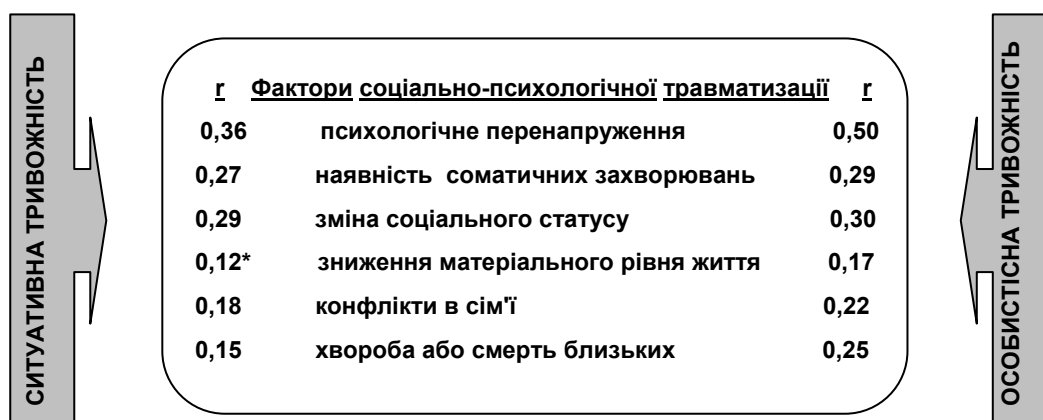 СИТУАТИВНА ТРИВОЖНІСТЬ
r Фактори соціально-психологічної травматизації r
0,36 психологічне перенапруження 0,50
0,27 наявність соматичних захворювань 0,29
0,29 зміна соціального статусу 0,30
0,12* зниження матеріального рівня життя 0,17
0,18 конфлікти в сім'ї 0,22
0,15 хвороба або смерть близьких 0,25
ОСОБИСТІСНА ТРИВОЖНІСТЬ